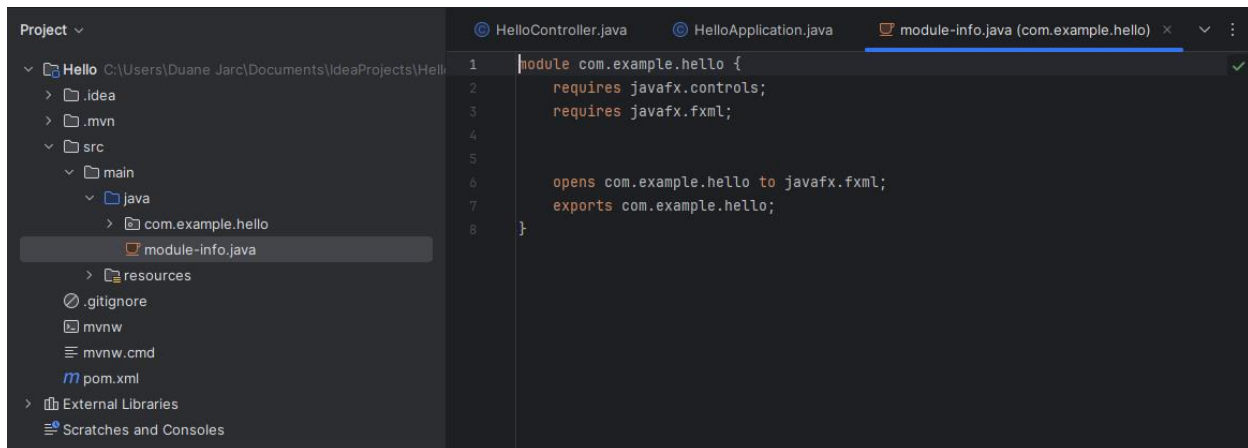 Project
Hello C:\Users\Duane Jarc\Documents\IdeaProjects\Hell
.idea
.mvn
src
main
java
com.example.hello
module-info.java
resources
.gitignore
mvnw
mvnw.cmd
pom.xml
External Libraries
Scratches and Consoles
HelloController.java HelloApplication.java module-info.java (com.example.hello)
1 module com.example.hello {
2 requires javafx.controls;
3 requires javafx.fxml;
4
5
6 opens com.example.hello to javafx.fxml;
7 exports com.example.hello;
8 }